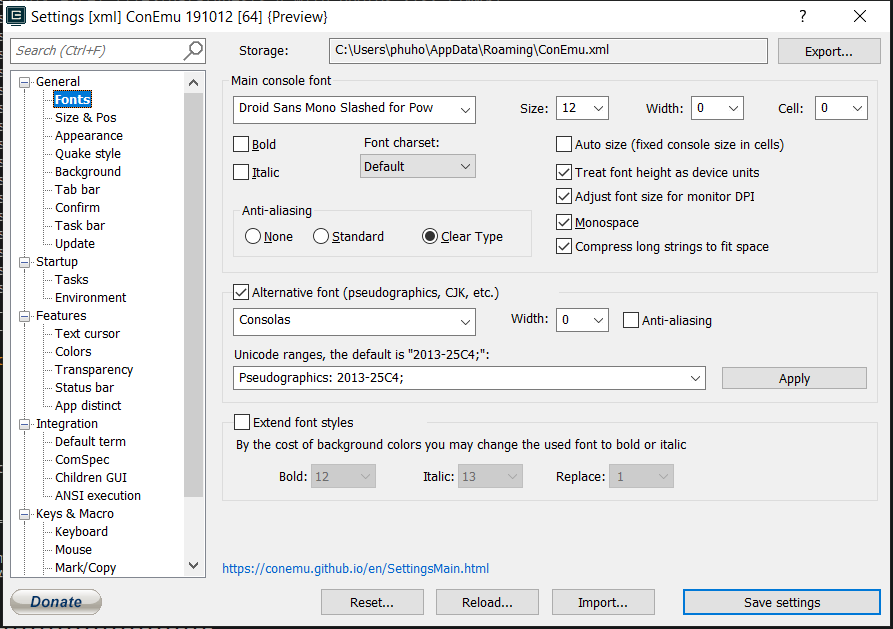 Settings [xml] ConEmu 191012 [64] {Preview}
?
Search (Ctrl+F)
General
Fonts
Size & Pos
Appearance
Quake style
Background
Tab bar
Confirm
Task bar
Update
Startup
Tasks
Environment
Features
Text cursor
Colors
Transparency
Status bar
App distinct
Integration
Default term
ComSpec
Children GUI
ANSI execution
Keys & Macro
Keyboard
Mouse
Mark/Copy
Donate
Storage: C:\Users\phuho\AppData\Roaming\ConEmu.xml Export...
Main console font
Droid Sans Mono Slashed for Pow Size: 12 Width: 0 Cell: 0
Bold Font charset: Auto size (fixed console size in cells)
Italic Default Treat font height as device units
Adjust font size for monitor DPI
Anti-aliasing
None Standard Clear Type
Monospace
Compress long strings to fit space
Alternative font (pseudographics, CJK, etc.)
Consolas Width: 0 Anti-aliasing
Unicode ranges, the default is "2013-25C4;":
Pseudographics: 2013-25C4; Apply
Extend font styles
By the cost of background colors you may change the used font to bold or italic
Bold: 12 Italic: 13 Replace: 1
https://conemu.github.io/en/SettingsMain.html
Reset... Reload... Import... Save settings